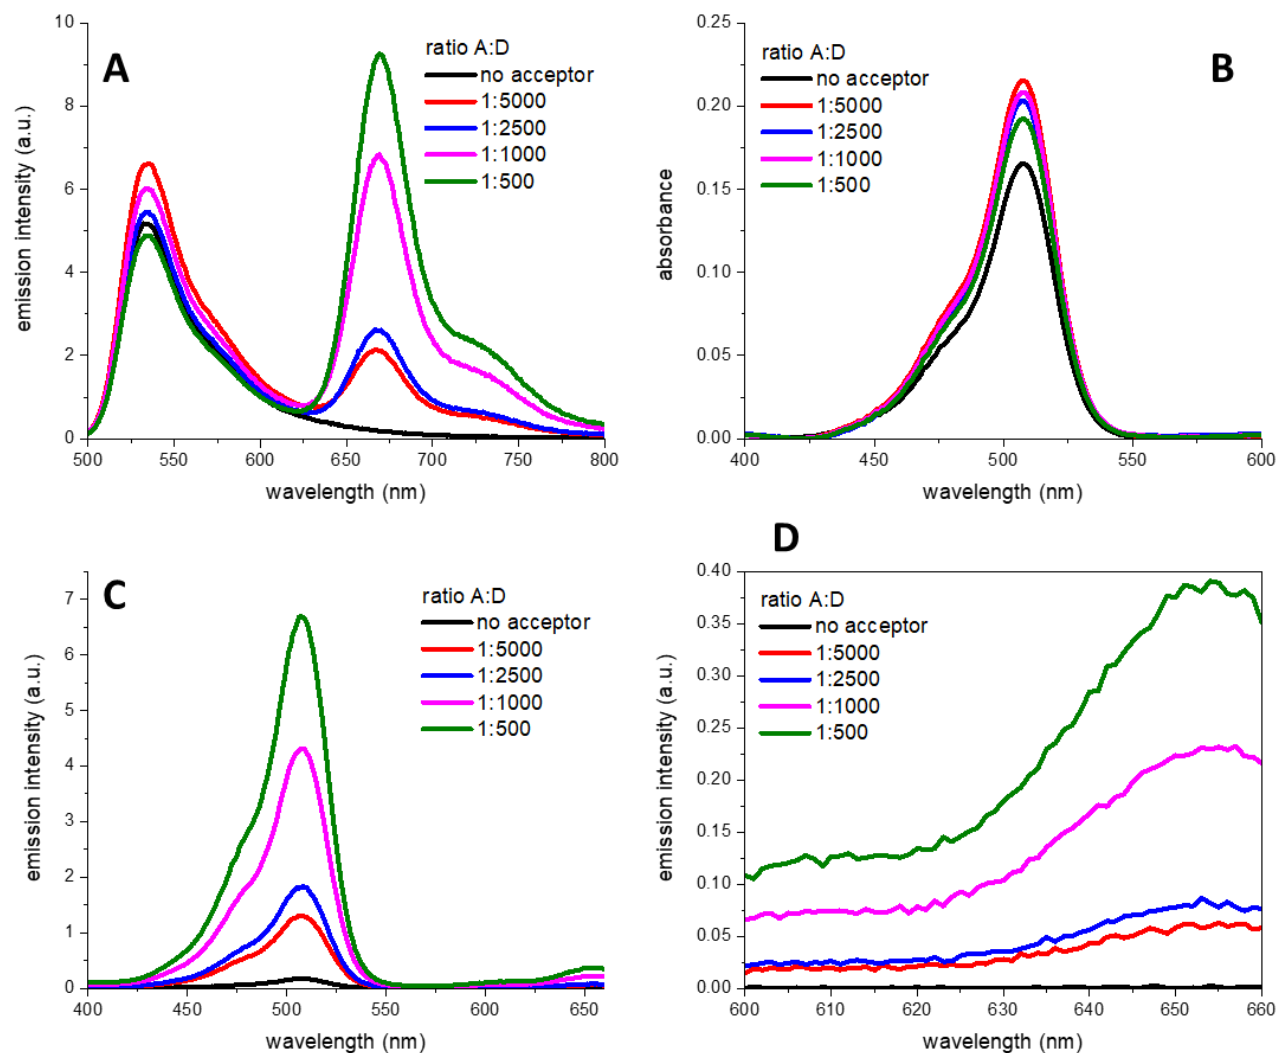 A
emission intensity (a.u.)
10
8
6
4
2
0
ratio A:D
no acceptor
1:5000
1:2500
1:1000
1:500
500 550 600 650 700 750 800
wavelength (nm)
B
absorbance
0.25
0.20
0.15
0.10
0.05
0.00
ratio A:D
no acceptor
1:5000
1:2500
1:1000
1:500
400 450 500 550 600
wavelength (nm)
C
emission intensity (a.u.)
7
6
5
4
3
2
1
0
ratio A:D
no acceptor
1:5000
1:2500
1:1000
1:500
400 450 500 550 600 650
wavelength (nm)
D
emission intensity (a.u.)
0.40
0.35
0.30
0.25
0.20
0.15
0.10
0.05
0.00
ratio A:D
no acceptor
1:5000
1:2500
1:1000
1:500
600 610 620 630 640 650 660
wavelength (nm)